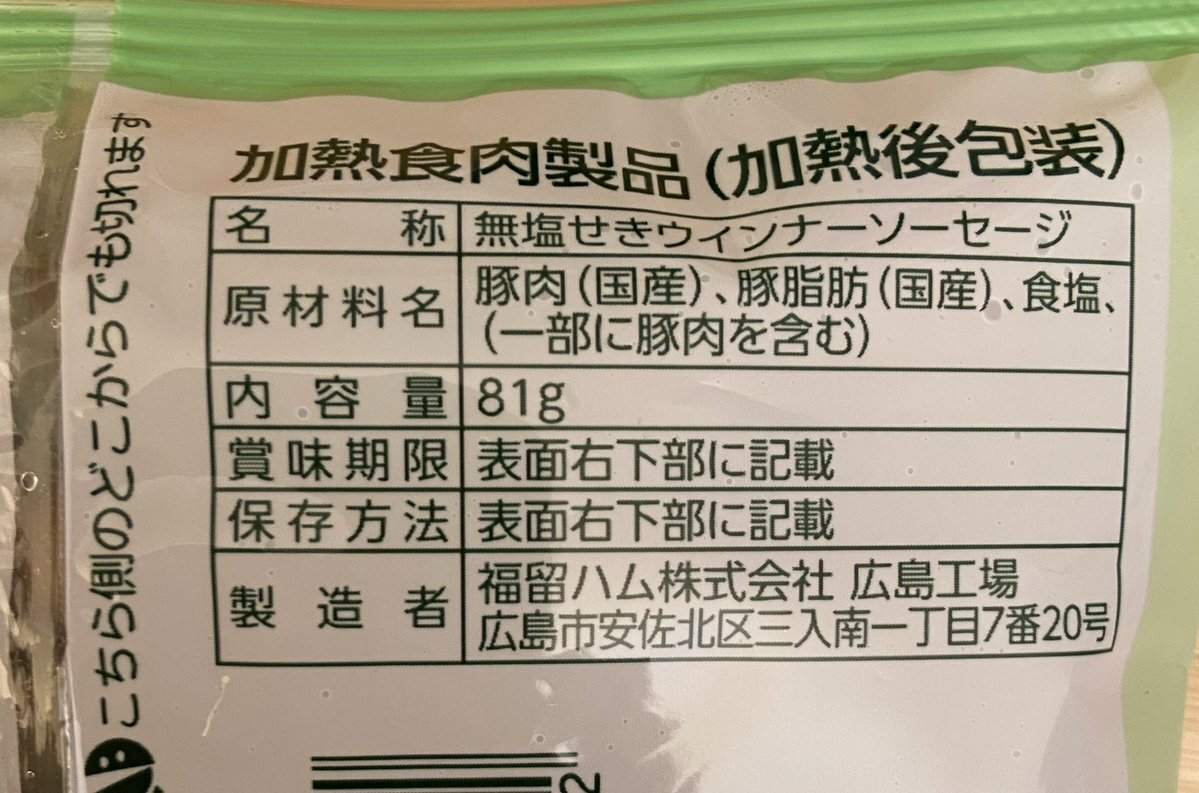 加熱食肉製品(加熱後包装)
名称 無塩せきウィンナーソーセージ
原材料名 豚肉(国産)、豚脂肪(国産)、食塩、
(一部に豚肉を含む)
内容量 81g
賞味期限 表面右下部に記載
保存方法 表面右下部に記載
製造者 福留ハム株式会社 広島工場
広島市安佐北区三入南一丁目7番20号
こちら側のどこからでも切れます
2